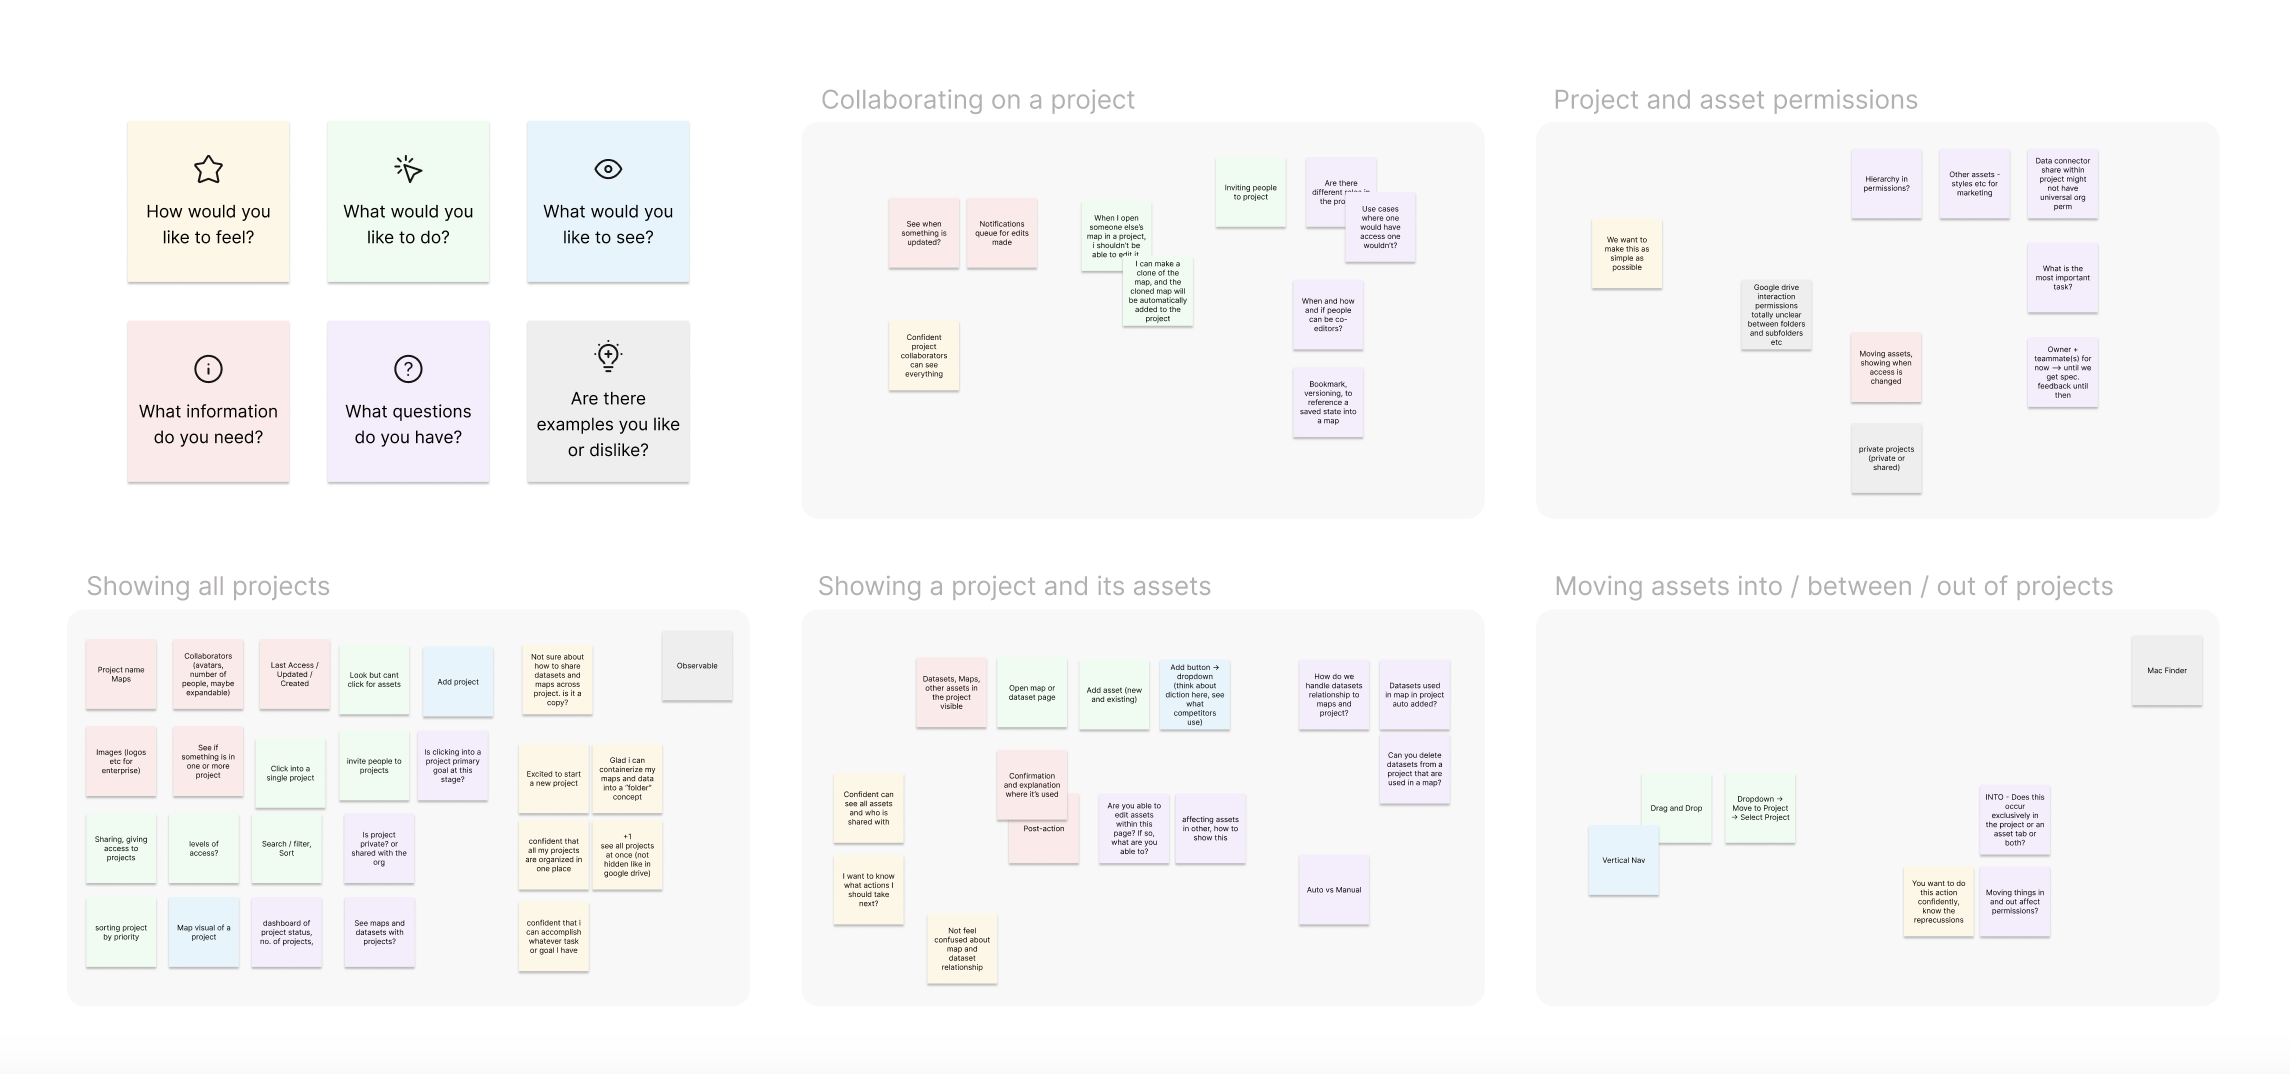 How would you
like to feel?
What would you
like to do?
What would you
like to see?
What information
do you need?
What questions
do you have?
Are there
examples you like
or dislike?
Collaborating on a project
See when
something is
updated?
Notifications
queue for edits
made
When I open
someone else's
map in a project,
i shouldn't be
able to edit it
I can make a
clone of the
map, and the
cloned map will
be automatically
added to the
project
Inviting people
to project
Are there
different roles in
the pro
Use cases
where one
would have
access one
wouldn't?
Confident
project
collaborators
can see
everything
When and how
and if people
can be co-
editors?
Bookmark,
versioning, to
reference a
saved state into
a map
Project and asset permissions
Hierarchy in
permissions?
Other assets -
styles etc for
marketing
Data connector
share within
project might
not have
universal org
perm
We want to
make this as
simple as
possible
What is the
most important
task?
Google drive
interaction
permissions
totally unclear
between folders
and subfolders
etc
Moving assets,
showing when
access is
changed
Owner +
teammate(s) for
now → until we
get spec.
feedback until
then
private projects
(private or
shared)
Showing all projects
Project name
Maps
Collaborators
(avatars,
number of
people, maybe
expandable)
Last Access /
Updated /
Created
Look but cant
click for assets
Add project
Not sure about
how to share
datasets and
maps across
project. is it a
copy?
Observable
Images (logos
etc for
enterprise)
See if
something is in
one or more
project
Click into a
single project
invite people to
projects
Is clicking into a
project primary
goal at this
stage?
Excited to start
a new project
Glad i can
containerize my
maps and data
into a "folder"
concept
Sharing, giving
access to
projects
levels of
access?
Search / filter,
Sort
Is project
private? or
shared with the
org
confident that
all my projects
are organized in
one place
+1
see all projects
at once (not
hidden like in
google drive)
sorting project
by priority
Map visual of a
project
dashboard of
project status,
no. of projects,
See maps and
datasets with
projects?
confident that i
can accomplish
whatever task
or goal I have
Showing a project and its assets
Datasets, Maps,
other assets in
the project
visible
Open map or
dataset page
Add asset (new
and existing)
Add button →
dropdown
(think about
diction here, see
what
competitors
use)
How do we
handle datasets
relationship to
maps and
project?
Datasets used
in map in project
auto added?
Can you delete
datasets from a
project that are
used in a map?
Confirmation
and explanation
where it's used
Post-action
Confident can
see all assets
and who is
shared with
Are you able to
edit assets
within this
page? If so,
what are you
able to?
affecting assets
in other, how to
show this
I want to know
what actions I
should take
next?
Auto vs Manual
Not feel
confused about
map and
dataset
relationship
Moving assets into / between / out of projects
Mac Finder
Drag and Drop
Dropdown →
Move to Project
→ Select Project
Vertical Nav
INTO - Does this
occur
exclusively in
the project or an
asset tab or
both?
You want to do
this action
confidently,
know the
reprecussions
Moving things in
and out affect
permissions?